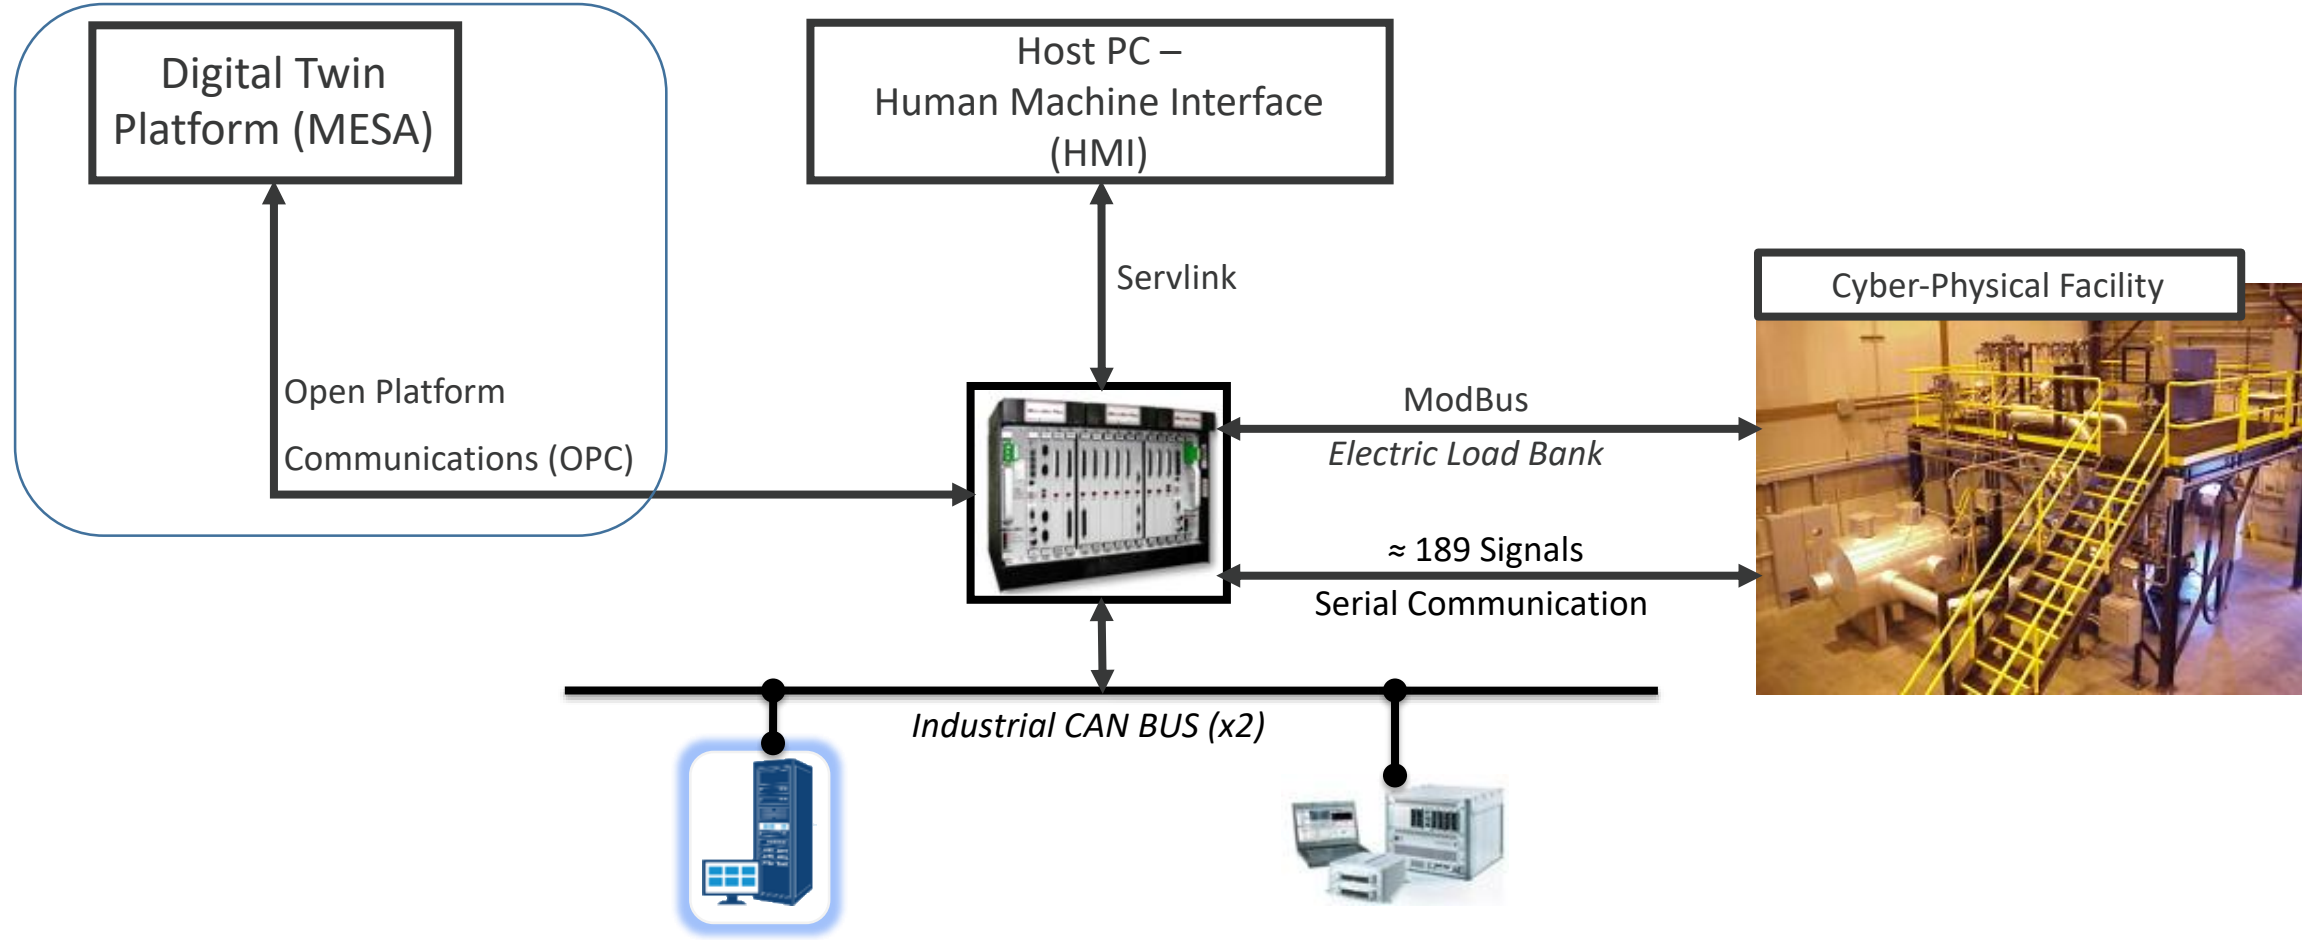 Digital Twin
Platform (MESA)
Host PC –
Human Machine Interface
(HMI)
Servlink
Cyber-Physical Facility
Open Platform
Communications (OPC)
ModBus
Electric Load Bank
≈ 189 Signals
Serial Communication
Industrial CAN BUS (x2)